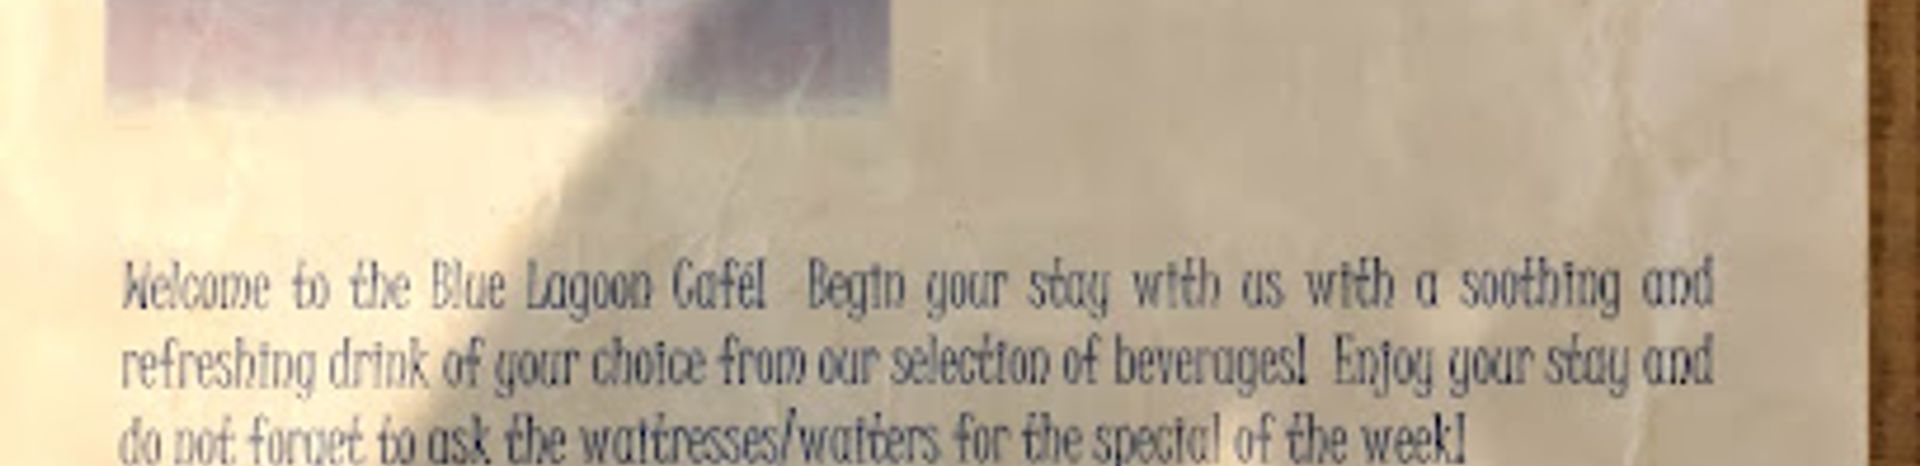 Welcome to the Blue Lagoon Café! Begin your stay with us with a soothing and
refreshing drink of your choice from our selection of beverages! Enjoy your stay and
do not forget to ask the waitresses/waiters for the special of the week!